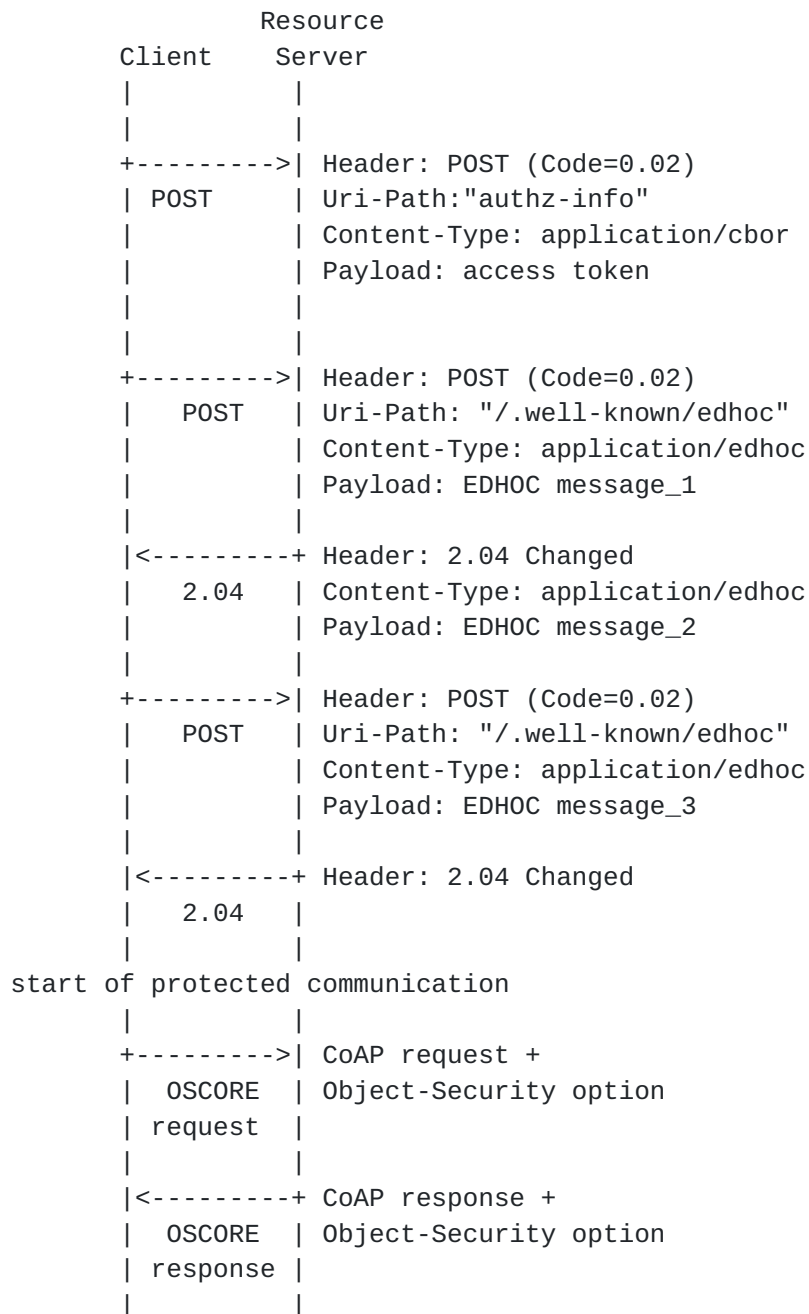 Resource
       Client    Server
       |          |
       |          |
       +--------->| Header: POST (Code=0.02)
       | POST     | Uri-Path:"authz-info"
       |          | Content-Type: application/cbor
       |          | Payload: access token
       |          |
       |          |
       +--------->| Header: POST (Code=0.02)
       |   POST   | Uri-Path: "/.well-known/edhoc"
       |          | Content-Type: application/edhoc
       |          | Payload: EDHOC message_1
       |          |
       |<---------+ Header: 2.04 Changed
       |   2.04   | Content-Type: application/edhoc
       |          | Payload: EDHOC message_2
       |          |
       +--------->| Header: POST (Code=0.02)
       |   POST   | Uri-Path: "/.well-known/edhoc"
       |          | Content-Type: application/edhoc
       |          | Payload: EDHOC message_3
       |          |
       |<---------+ Header: 2.04 Changed
       |   2.04   |
       |          |
start of protected communication
       |          |
       +--------->| CoAP request +
       |  OSCORE  | Object-Security option
       | request  |
       |          |
       |<---------+ CoAP response +
       |  OSCORE  | Object-Security option
       | response |
       |          |